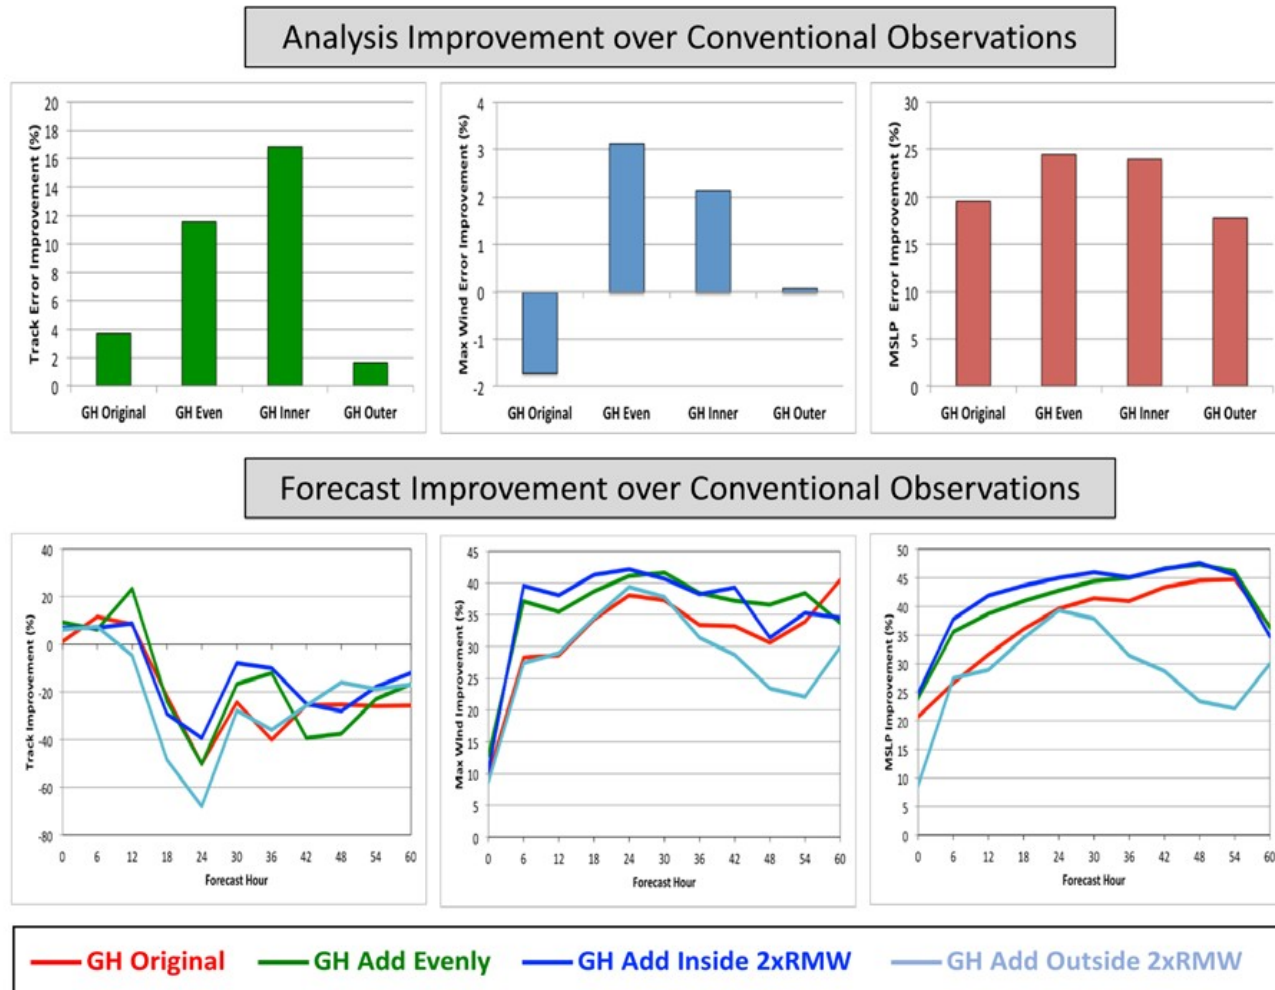 Analysis Improvement over Conventional Observations
Track Error Improvement (%)
20
18
16
14
12
10
8
6
4
2
0
GH Original GH Even GH Inner GH Outer
Max Wind Error Improvement (%)
4
3
2
1
0
-1
-2
GH Original GH Even GH Inner GH Outer
MSLP Error Improvement (%)
30
25
20
15
10
5
0
GH Original GH Even GH Inner GH Outer
Forecast Improvement over Conventional Observations
Track Improvement (%)
40
20
0
-20
-40
-60
-80
0 6 12 18 24 30 36 42 48 54 60
Forecast Hour
Max Wind Improvement (%)
45
40
35
30
25
20
15
10
5
0
0 6 12 18 24 30 36 42 48 54 60
Forecast Hour
MSLP Improvement (%)
50
45
40
35
30
25
20
15
10
5
0
0 6 12 18 24 30 36 42 48 54 60
Forecast Hour
GH Original GH Add Evenly GH Add Inside 2xRMW GH Add Outside 2xRMW